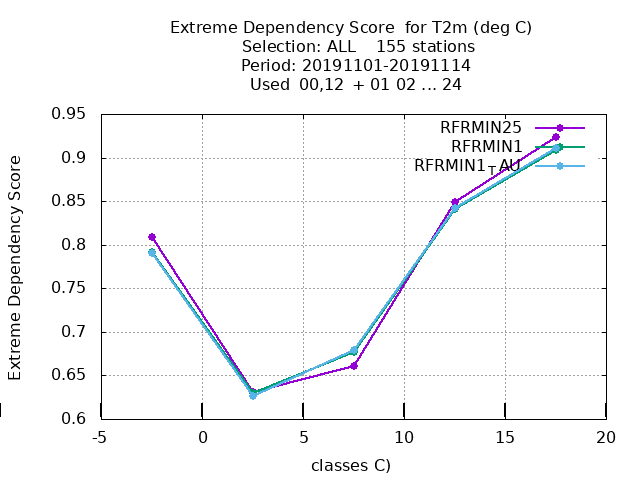 Extreme Dependency Score  for T2m (deg C)
Selection: ALL    155 stations
Period: 20191101-20191114
Used  00,12  + 01 02 ... 24
Extreme Dependency Score
0.95
0.9
0.85
0.8
0.75
0.7
0.65
0.6
RFRMIN25
RFRMIN1
RFRMIN1TAU
-5
0
5
10
15
20
classes C)